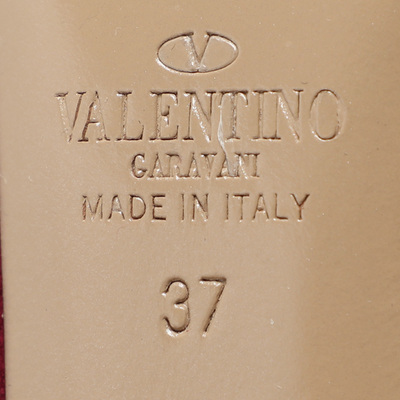 V
VALENTINO
GARAVANI
MADE IN ITALY
37